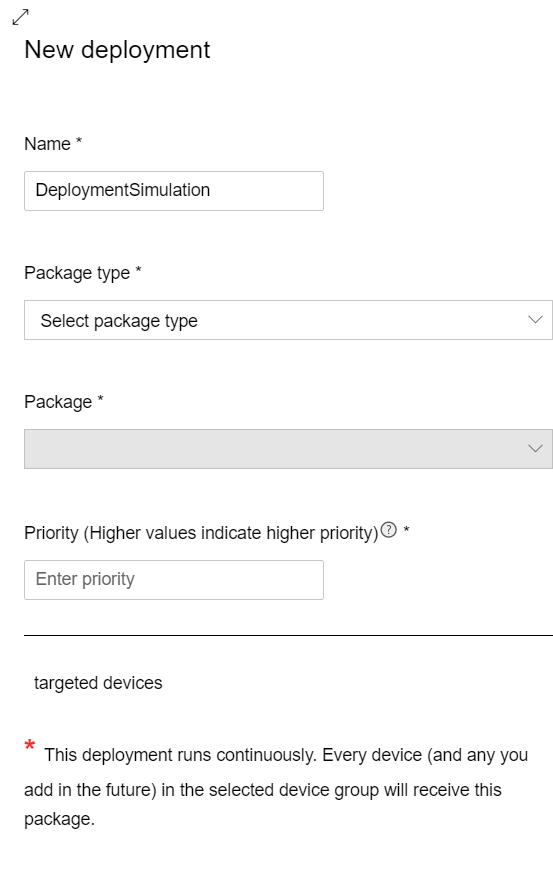 New deployment
Name *
DeploymentSimulation
Package type *
Select package type
Package *
Priority (Higher values indicate higher priority)? *
Enter priority
targeted devices
* This deployment runs continuously. Every device (and any you
add in the future) in the selected device group will receive this
package.